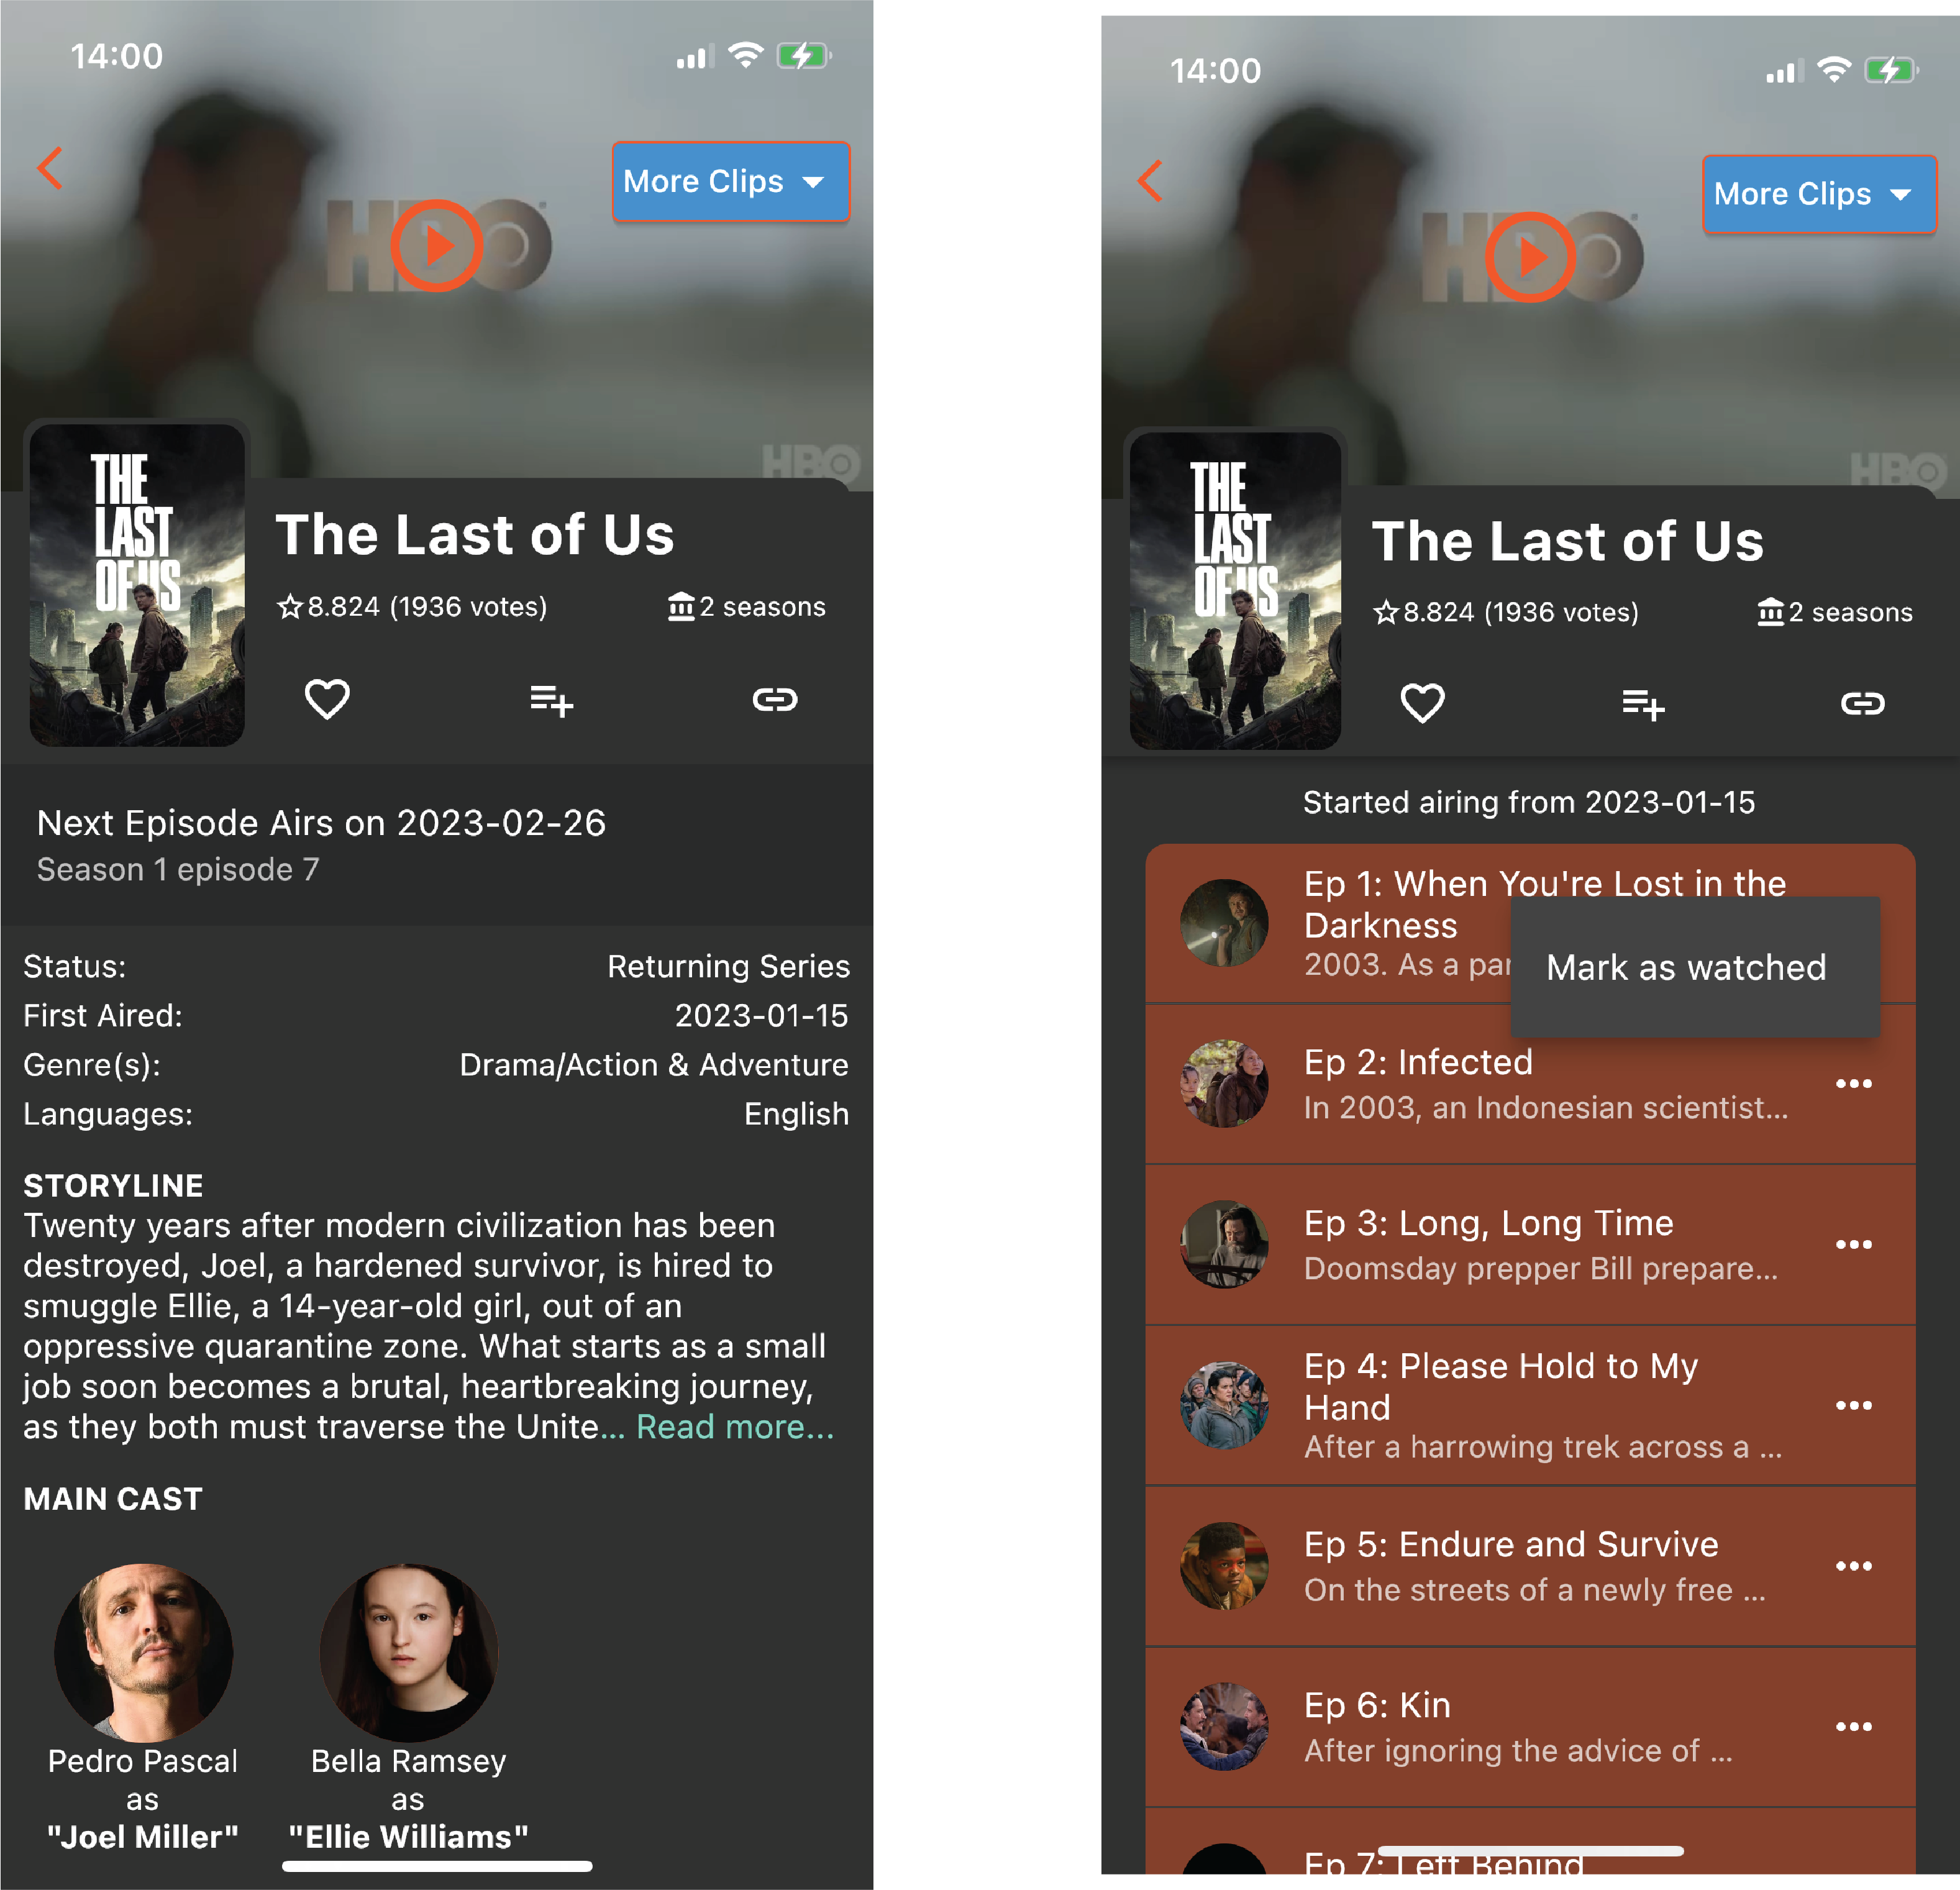 14:00
More Clips
HBO
HBO
THE
LAST
OF US
The Last of Us
8.824 (1936 votes)
2 seasons
Next Episode Airs on 2023-02-26
Season 1 episode 7
Status:
Returning Series
First Aired:
2023-01-15
Genre(s):
Drama/Action & Adventure
Languages:
English
STORYLINE
Twenty years after modern civilization has been
destroyed, Joel, a hardened survivor, is hired to
smuggle Ellie, a 14-year-old girl, out of an
oppressive quarantine zone. What starts as a small
job soon becomes a brutal, heartbreaking journey,
as they both must traverse the Unite... Read more...
MAIN CAST
Pedro Pascal
as
"Joel Miller"
Bella Ramsey
as
"Ellie Williams"
14:00
More Clips
HBO
HBO
THE
LAST
OF US
The Last of Us
8.824 (1936 votes)
2 seasons
Started airing from 2023-01-15
Ep 1: When You're Lost in the
Darkness
2003. As a par
Mark as watched
Ep 2: Infected
In 2003, an Indonesian scientist...
Ep 3: Long, Long Time
Doomsday prepper Bill prepare...
Ep 4: Please Hold to My
Hand
After a harrowing trek across a ...
Ep 5: Endure and Survive
On the streets of a newly free ...
Ep 6: Kin
After ignoring the advice of ...
Ep 7: Left Behind